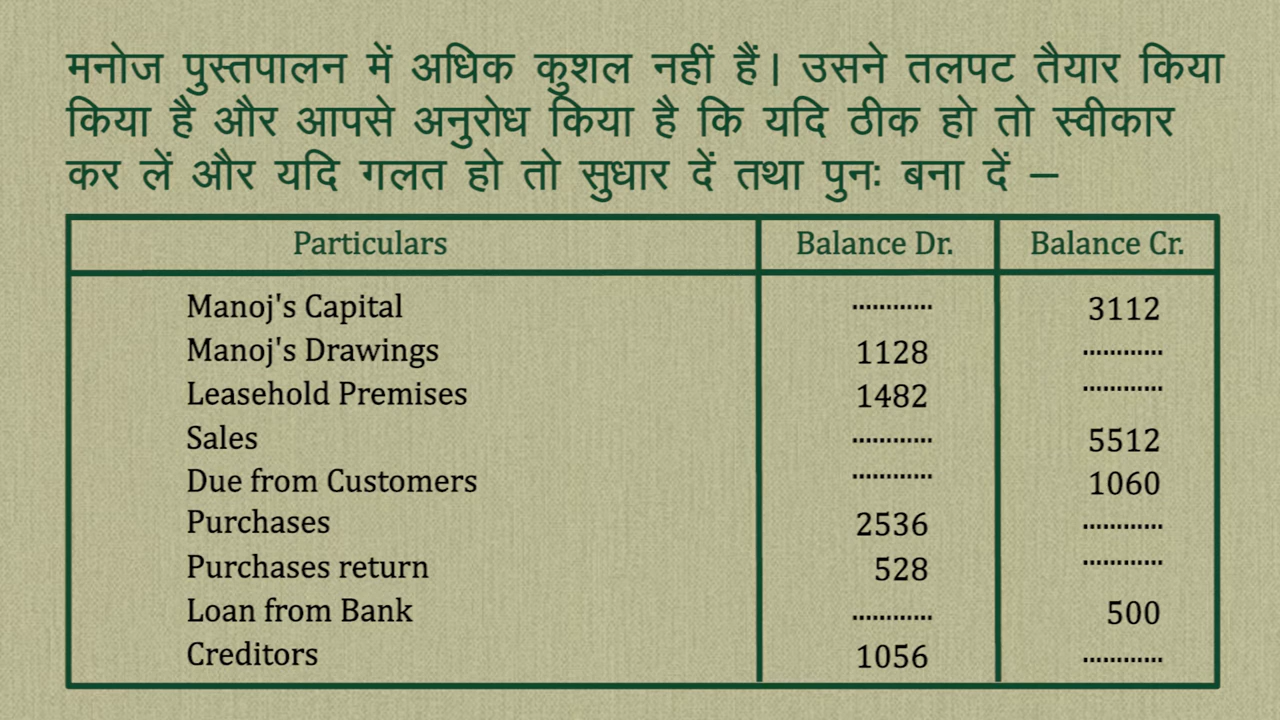 मनोज पुस्तपालन में अधिक कुशल नहीं हैं। उसने तलपट तैयार किया
किया है और आपसे अनुरोध किया है कि यदि ठीक हो तो स्वीकार
कर लें और यदि गलत हो तो सुधार दें तथा पुनः बना दें —
Particulars Balance Dr. Balance Cr.
Manoj's Capital ............ 3112
Manoj's Drawings 1128 ............
Leasehold Premises 1482 ............
Sales ............ 5512
Due from Customers ............ 1060
Purchases 2536 ............
Purchases return 528 ............
Loan from Bank ............ 500
Creditors 1056 ............